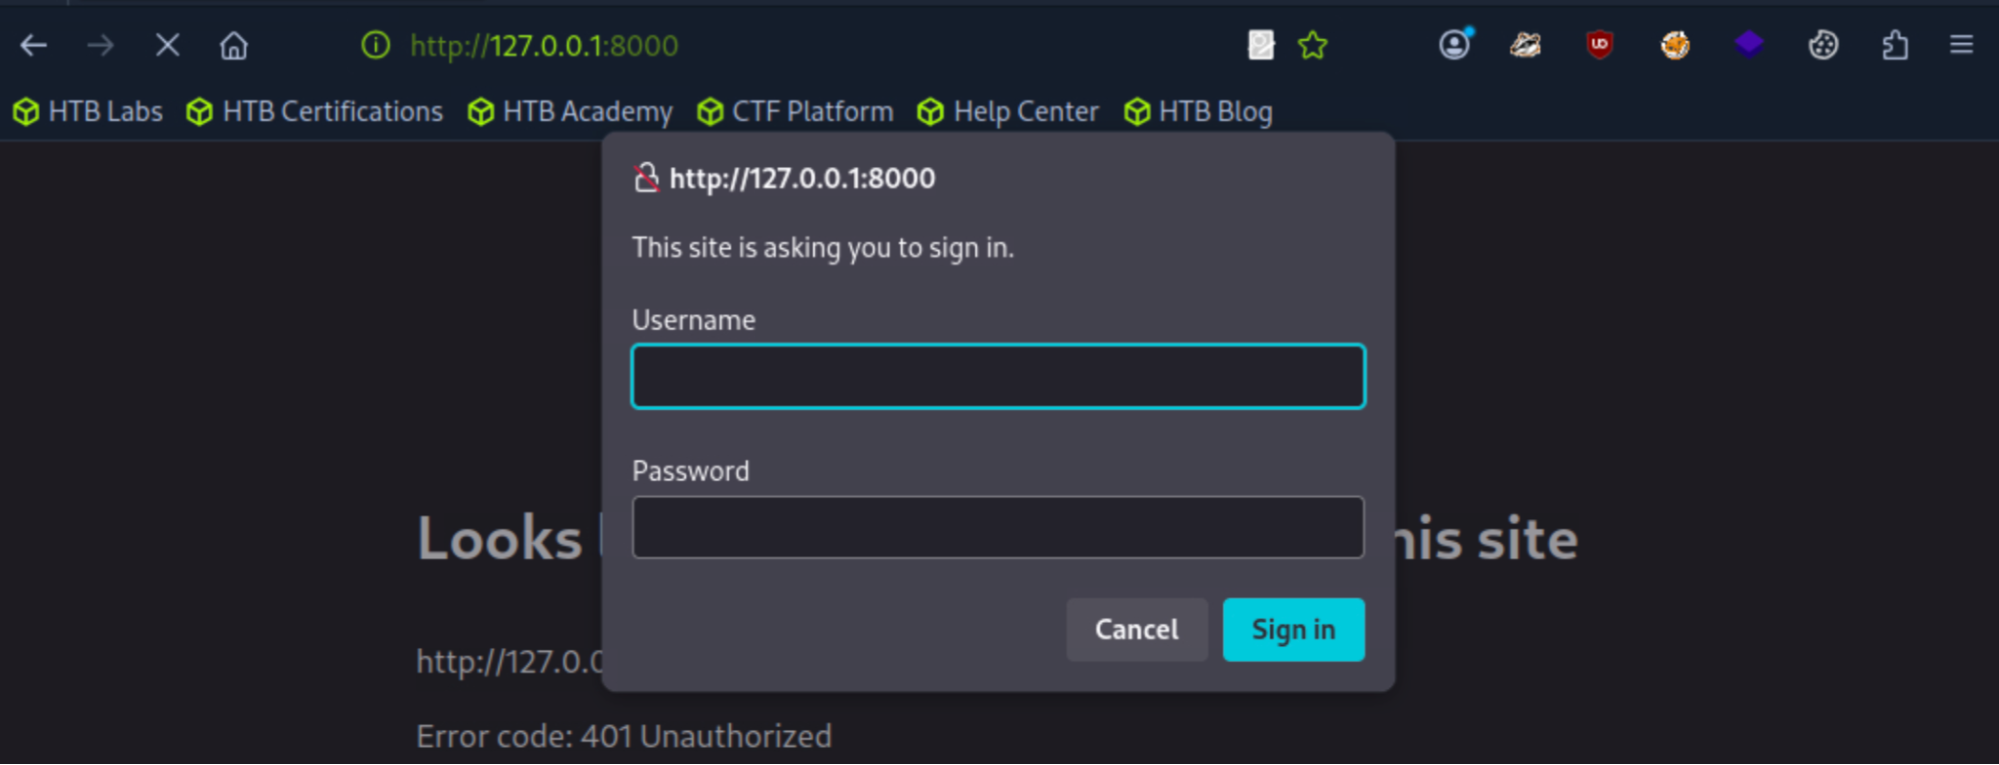 http://127.0.0.1:8000
HTB Labs HTB Certifications HTB Academy CTF Platform Help Center HTB Blog
http://127.0.0.1:8000
This site is asking you to sign in.
Username
Password
Looks his site
Cancel Sign in
http://127.0.0
Error code: 401 Unauthorized